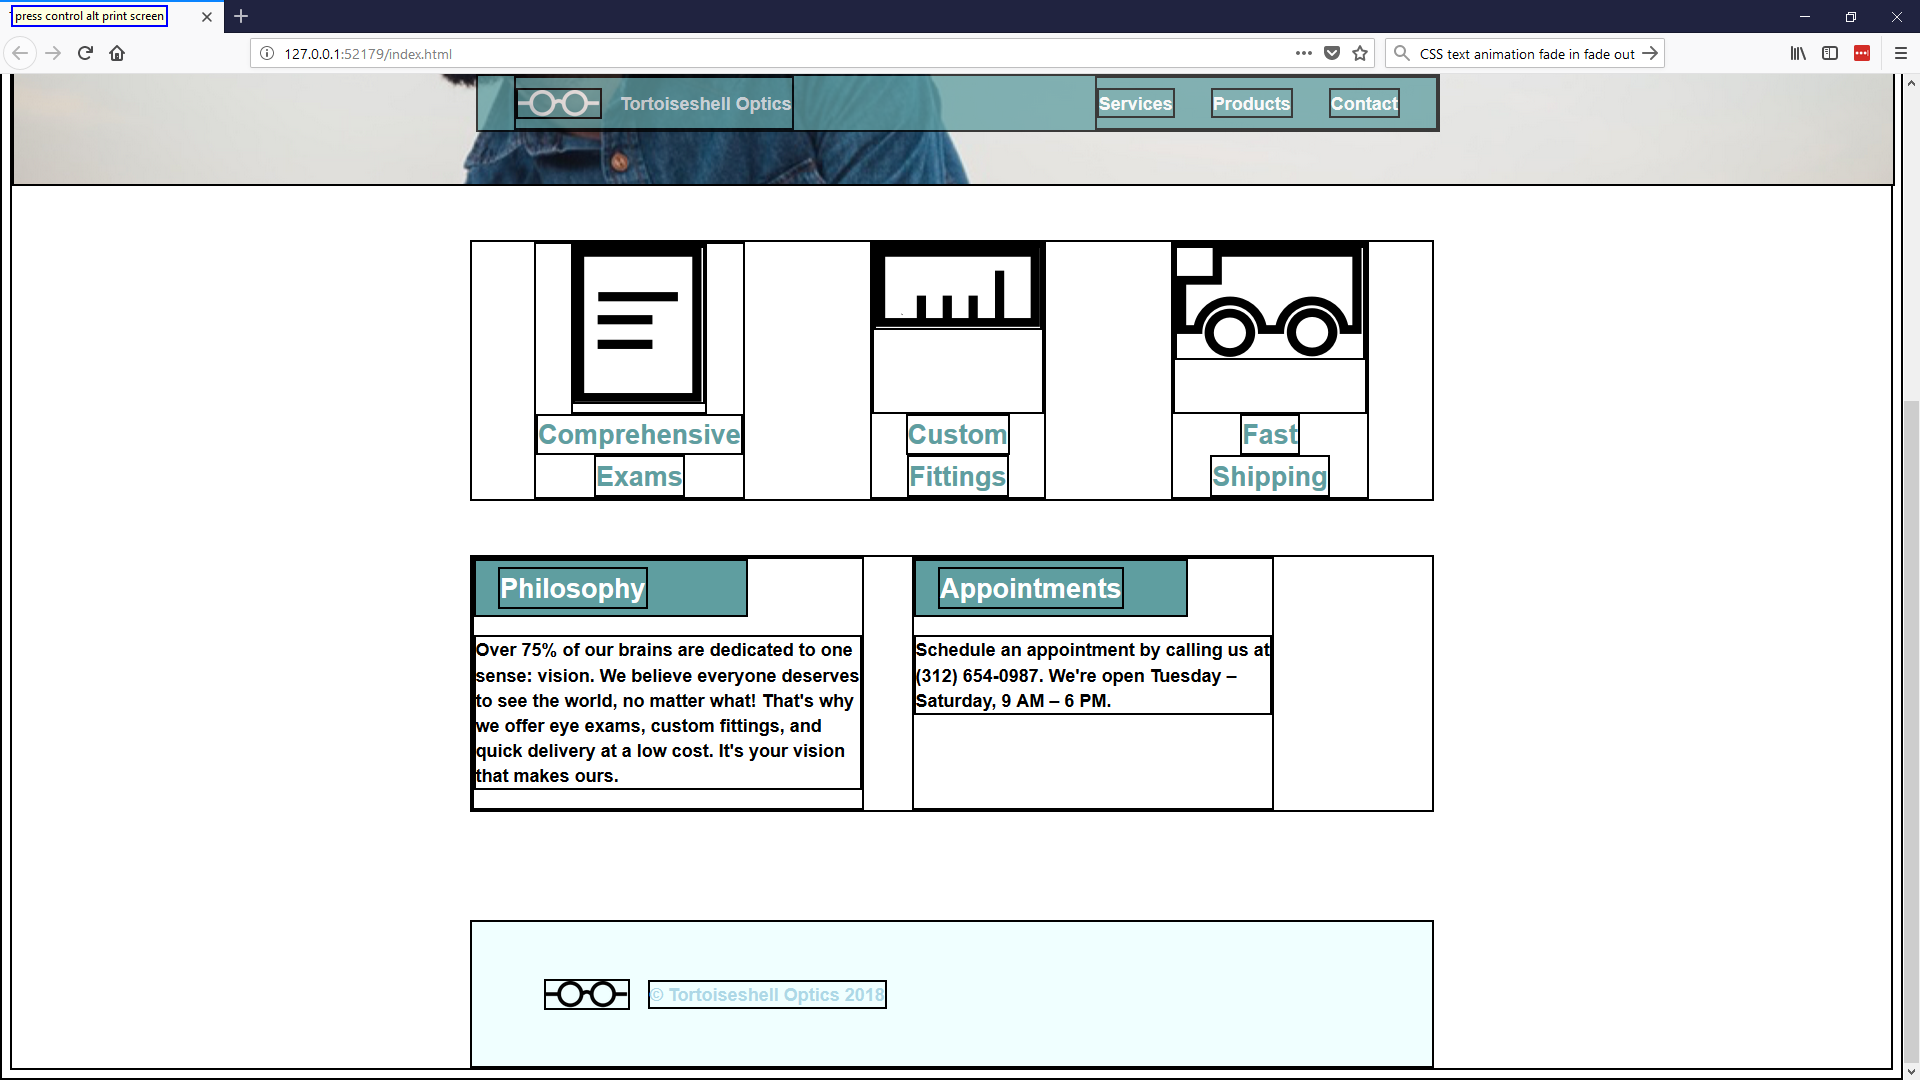 press control alt print screen
127.0.0.1:52179/index.html
CSS text animation fade in fade out
Tortoiseshell Optics
Services
Products
Contact
Comprehensive
Exams
Custom
Fittings
Fast
Shipping
Philosophy
Over 75% of our brains are dedicated to one
sense: vision. We believe everyone deserves
to see the world, no matter what! That's why
we offer eye exams, custom fittings, and
quick delivery at a low cost. It's your vision
that makes ours.
Appointments
Schedule an appointment by calling us at
(312) 654-0987. We're open Tuesday –
Saturday, 9 AM – 6 PM.
© Tortoiseshell Optics 2018